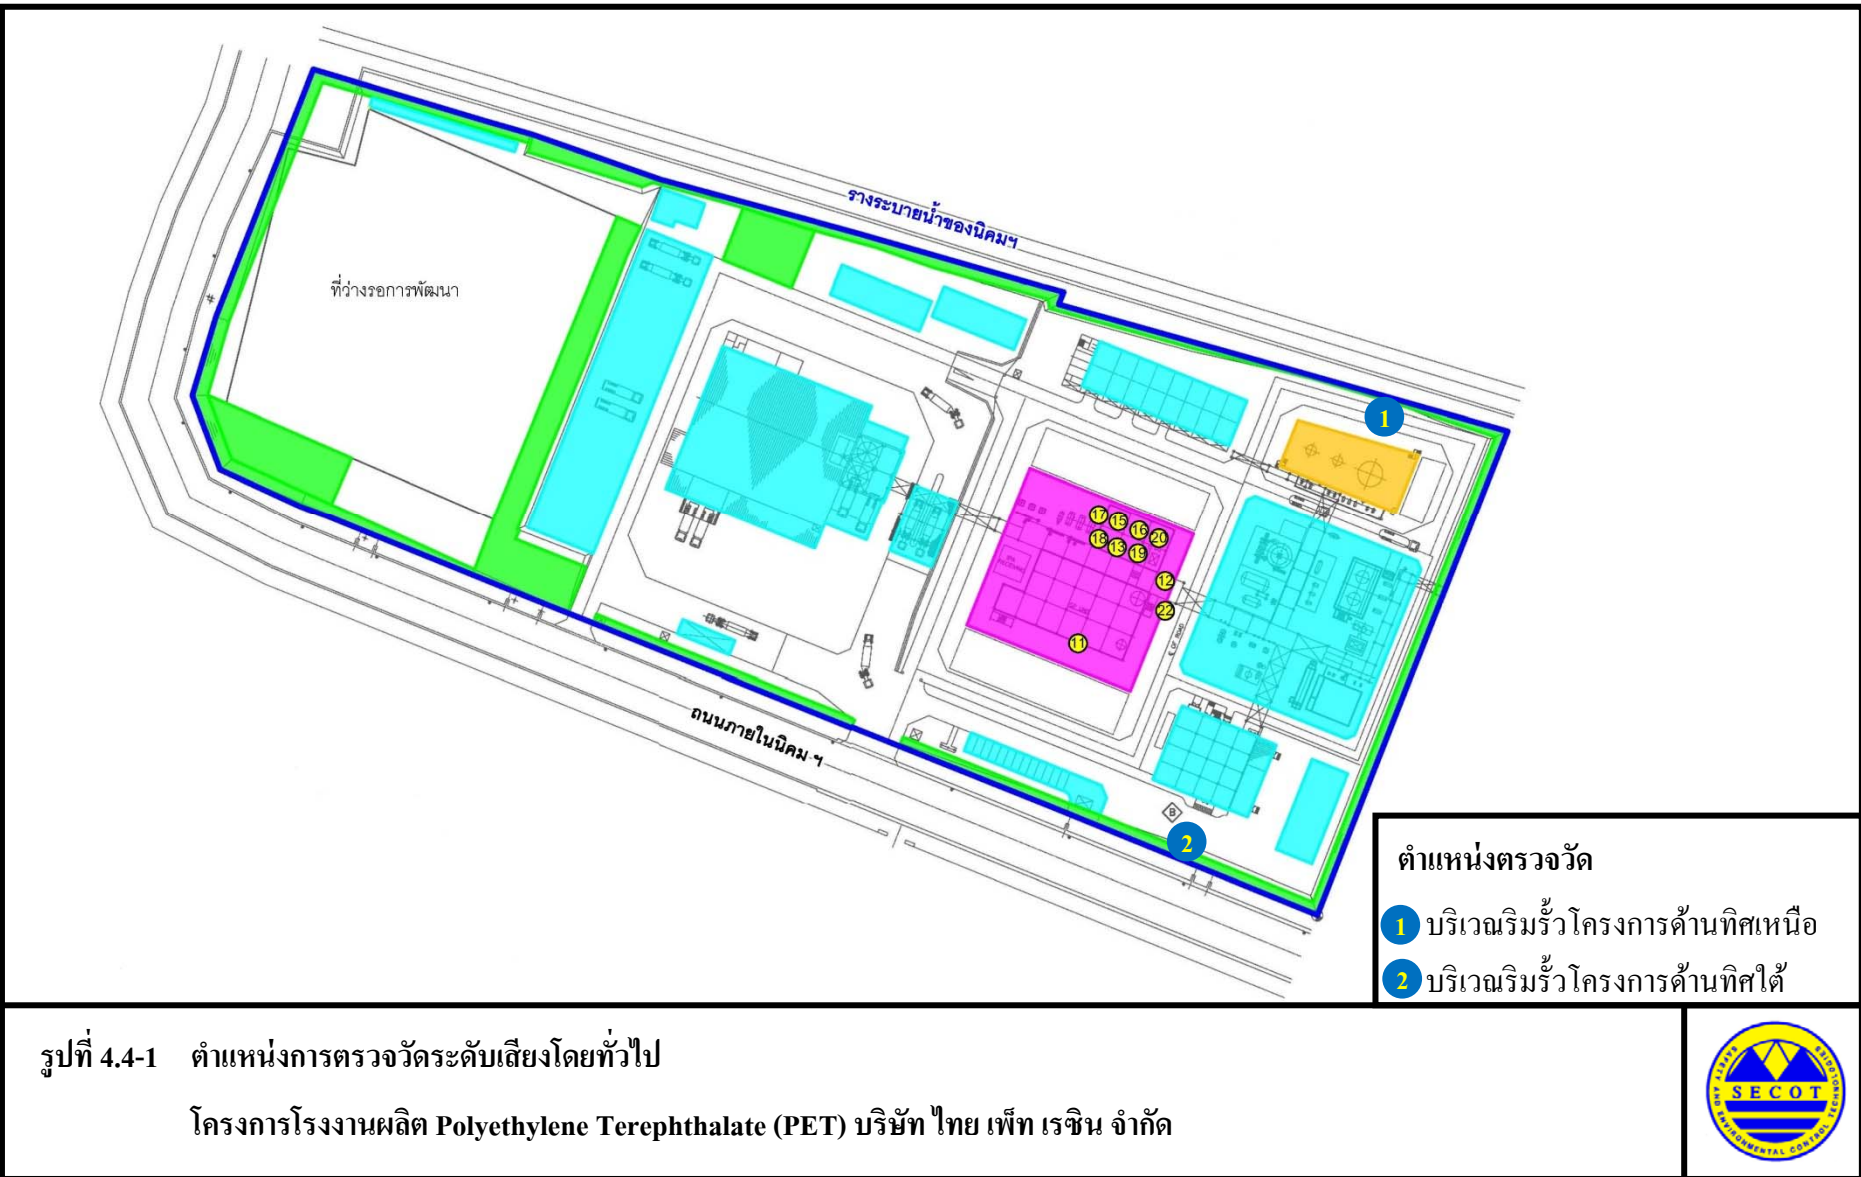 รางระบายน้ำของนิคมฯ
ที่ว่างรอการพัฒนา
1
17 15 16 20
18 13 19
12
22
11
℄ OF ROAD
ถนนภายในนิคม ฯ
B
2
ตำแหน่งตรวจวัด
1 บริเวณริมรั้วโครงการด้านทิศเหนือ
2 บริเวณริมรั้วโครงการด้านทิศใต้
รูปที่ 4.4-1 ตำแหน่งการตรวจวัดระดับเสียงโดยทั่วไป
โครงการโรงงานผลิต Polyethylene Terephthalate (PET) บริษัท ไทย เพ็ท เรซิน จำกัด
SECOT
SAFETY AND ENVIRONMENTAL CONTROL TECHNOLOGIES